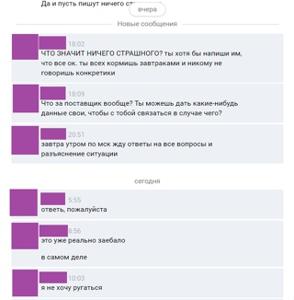 Да и пусть пишут ничего
вчера
Новые сообщения
18:02
ЧТО ЗНАЧИТ НИЧЕГО СТРАШНОГО? ты хотя бы напиши им,
что все ок. ты всех кормишь завтраками и никому не
говоришь конкретики
18:09
Что за поставщик вообще? Ты можешь дать какие-нибудь
данные свои, чтобы с тобой связаться в случае чего?
20:51
завтра утром по мск жду ответы на все вопросы и
разъяснение ситуации
сегодня
5:55
ответь, пожалуйста
6:56
это уже реально заебало
в самом деле
10:03
я не хочу ругаться